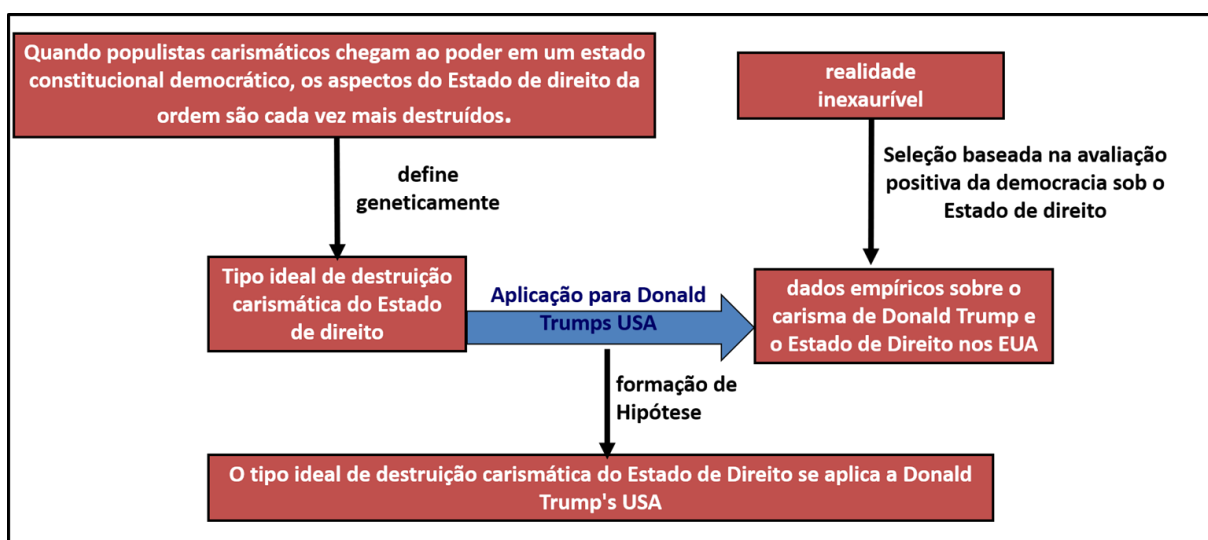 Quando populistas carismáticos chegam ao poder em um estado
constitucional democrático, os aspectos do Estado de direito da
ordem são cada vez mais destruídos.
realidade
inexaurível
define
geneticamente
Seleção baseada na avaliação
positiva da democracia sob o
Estado de direito
Tipo ideal de destruição
carismática do Estado
de direito
Aplicação para Donald
Trumps USA
dados empíricos sobre o
carisma de Donald Trump e
o Estado de Direito nos EUA
formação de
Hipótese
O tipo ideal de destruição carismática do Estado de Direito se aplica a Donald
Trump's USA